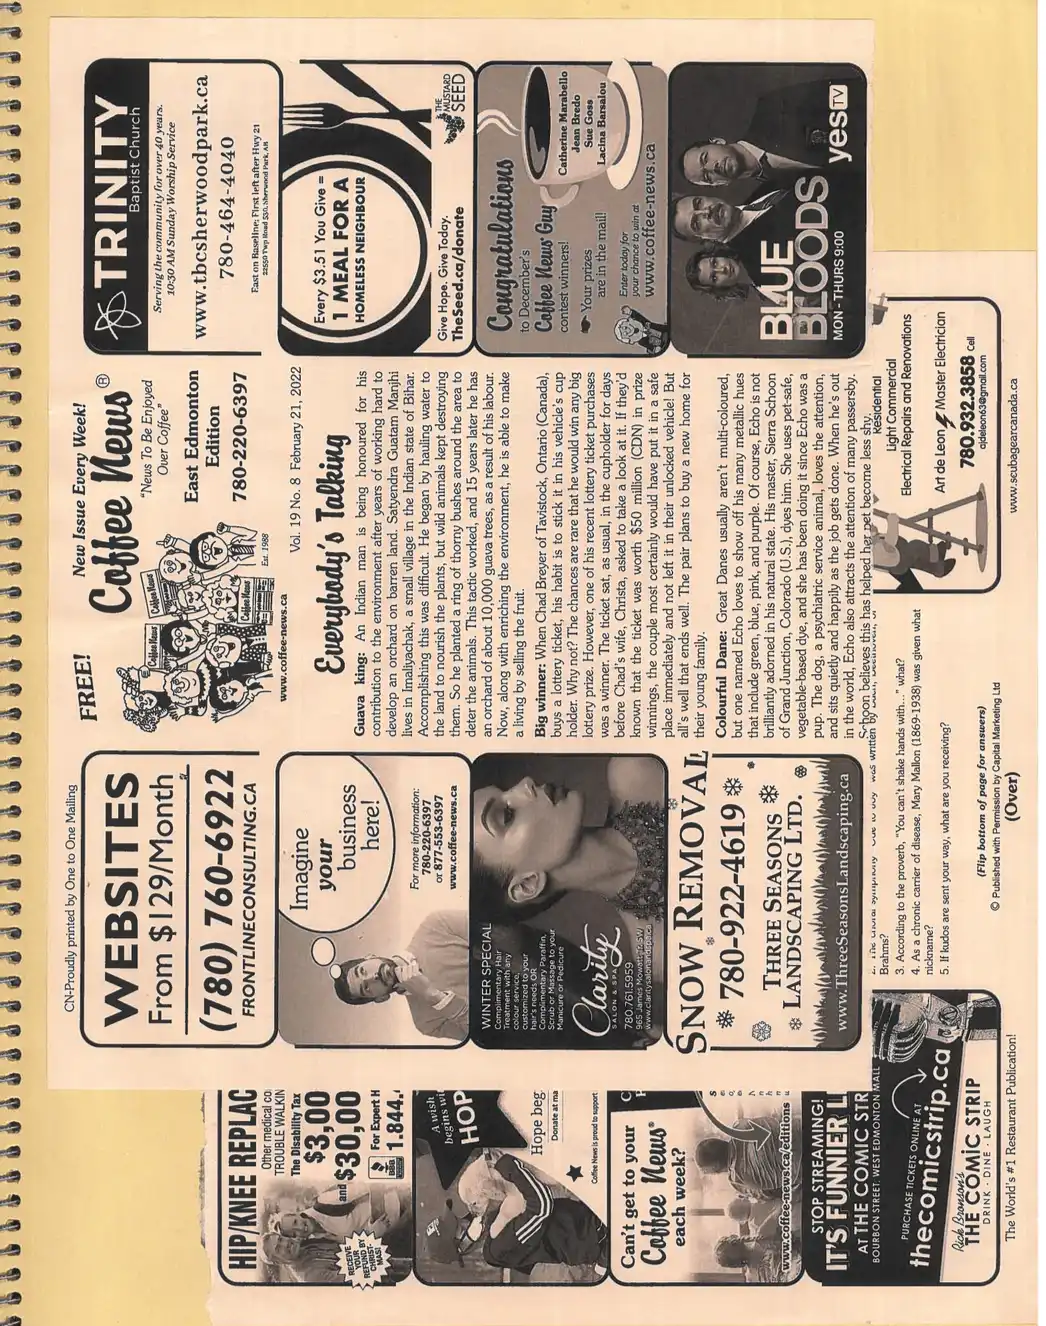 CN-Proudly printed by One to One Mailing
WEBSITES
From $129/Month
(780) 760-6922
FRONTLINECONSULTING.CA
Imagine
your
business
here!
For more information:
780-220-6397
or 877-553-6397
www.coffee-news.ca
WINTER SPECIAL
Complimentary Hair
Treatment with any
colour service,
customized to your
hair's needs OR
Complimentary Paraffin,
Scrub or Massage to your
Manicure or Pedicure
Clarity
SALON & SPA
780.761.5959
965 James Mowatt Tr. SW
www.claritysalonandspa.ca
SNOW REMOVAL
780-922-4619
THREE SEASONS
LANDSCAPING LTD.
www.ThreeSeasonsLandscaping.ca
FREE!
New Issue Every Week!
Coffee News®
"News To Be Enjoyed
Over Coffee"
East Edmonton
Edition
780-220-6397
Coffee News
Coffee News
Coffee News
Est. 1988
www.coffee-news.ca
Vol. 19 No. 8 February 21, 2022
Everybody's Talking
Guava king: An Indian man is being honoured for his
contribution to the environment after years of working hard to
develop an orchard on barren land. Satyendra Guatam Manjhi
lives in Imaliyachak, a small village in the Indian state of Bihar.
Accomplishing this was difficult. He began by hauling water to
the land to nourish the plants, but wild animals kept destroying
them. So he planted a ring of thorny bushes around the area to
deter the animals. This tactic worked, and 15 years later he has
an orchard of about 10,000 guava trees, as a result of his labour.
Now, along with enriching the environment, he is able to make
a living by selling the fruit.
Big winner: When Chad Breyer of Tavistock, Ontario (Canada),
buys a lottery ticket, his habit is to stick it in his vehicle's cup
holder. Why not? The chances are rare that he would win any big
lottery prize. However, one of his recent lottery ticket purchases
was a winner. The ticket sat, as usual, in the cupholder for days
before Chad's wife, Christa, asked to take a look at it. If they'd
known that the ticket was worth $50 million (CDN) in prize
winnings, the couple most certainly would have put it in a safe
place immediately and not left it in their unlocked vehicle! But
all's well that ends well. The pair plans to buy a new home for
their young family.
Colourful Dane: Great Danes usually aren't multi-coloured,
but one named Echo loves to show off his many metallic hues
that include green, blue, pink, and purple. Of course, Echo is not
brilliantly adorned in his natural state. His master, Sierra Schoon
of Grand Junction, Colorado (U.S.), dyes him. She uses pet-safe,
vegetable-based dye, and she has been doing it since Echo was a
pup. The dog, a psychiatric service animal, loves the attention,
and sits quietly and happily as the job gets done. When he's out
in the world, Echo also attracts the attention of many passersby.
Schoon believes this has helped her pet become less shy.
TRINITY
Baptist Church
Serving the community for over 40 years.
10:30 AM Sunday Worship Service
www.tbcsherwoodpark.ca
780-464-4040
East on Baseline; First left after Hwy 21
22550 Twp Road 530, Sherwood Park, AB
Every $3.51 You Give =
1 MEAL FOR A
HOMELESS NEIGHBOUR
Give Hope. Give Today.
TheSeed.ca/donate
THE
MUSTARD
SEED
Congratulations
to December's
Coffee News' Guy
contest winners!
Your prizes
are in the mail!
Enter today for
your chance to win at
www.coffee-news.ca
Catherine Marabello
Jean Bredo
Sue Goss
Lacina Barsalou
BLUE
BLOODS
MON - THURS 9:00
yes TV
HIP/KNEE REPLAC
Other medical co
TROUBLE WALKIN
The Disability Tax
$3,00
and $30,00
RECEIVE
YOUR
REFUND BY
CHRIST-
MAS!
BBB
For Expert H
1.844.
A wish
begins wi
HOP
Hope beg
Donate at ma
Coffee News is proud to support
Can't get to your
Coffee News®
each week?
www.coffee-news.ca/editions
STOP STREAMING!
IT'S FUNNIER L
AT THE COMIC STR
BOURBON STREET, WEST EDMONTON MALL
PURCHASE TICKETS ONLINE AT
thecomicstrip.ca
Rick Bronson's
THE COMIC STRIP
DRINK · DINE · LAUGH
The World's #1 Restaurant Publication!
Brahms?
3. According to the proverb, "You can't shake hands with..." what?
4. As a chronic carrier of disease, Mary Mallon (1869-1938) was given what
nickname?
5. If kudos are sent your way, what are you receiving?
(Flip bottom of page for answers)
© Published with Permission by Capital Marketing Ltd
(Over)
Residential
Light Commercial
Electrical Repairs and Renovations
Art de Leon Master Electrician
780.932.3858 Cell
ajdeleon63@gmail.com
www.scubagearcanada.ca